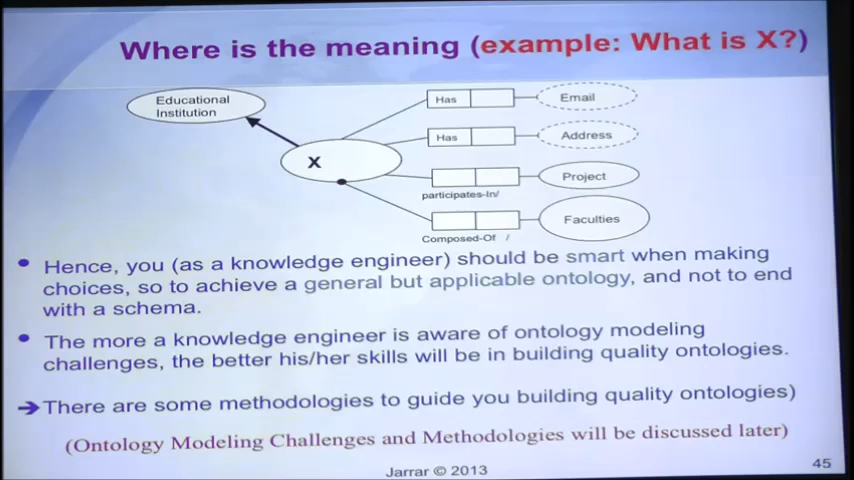 Where is the meaning (example: What is X?)
Educational
Institution
X
Has
Email
Has
Address
Project
participates-In/
Faculties
Composed-Of /
• Hence, you (as a knowledge engineer) should be smart when making
choices, so to achieve a general but applicable ontology, and not to end
with a schema.
• The more a knowledge engineer is aware of ontology modeling
challenges, the better his/her skills will be in building quality ontologies.
➔ There are some methodologies to guide you building quality ontologies)
(Ontology Modeling Challenges and Methodologies will be discussed later)
Jarrar © 2013
45